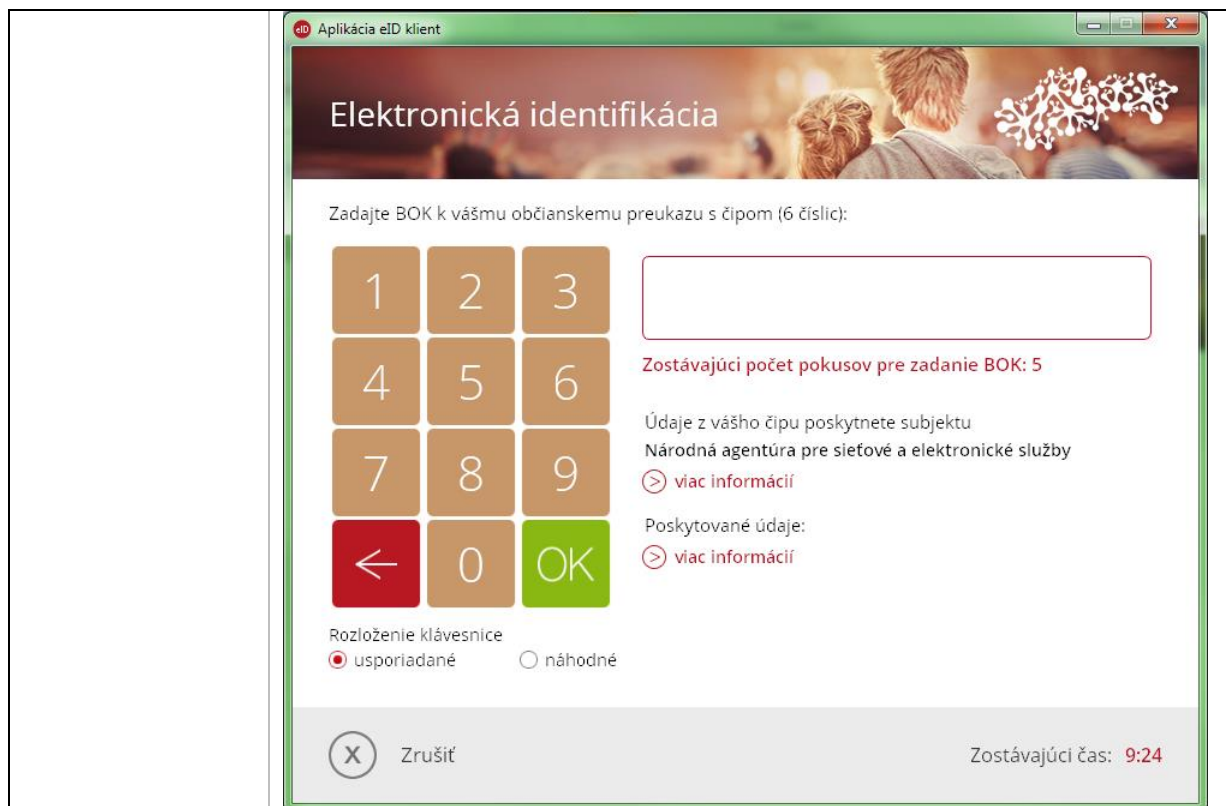 eID Aplikácia eID klient
Elektronická identifikácia
Zadajte BOK k vášmu občianskemu preukazu s čipom (6 číslic):
1 2 3
4 5 6
7 8 9
0 OK
Zostávajúci počet pokusov pre zadanie BOK: 5
Údaje z vášho čipu poskytnete subjektu
Národná agentúra pre sieťové a elektronické služby
viac informácií
Poskytované údaje:
viac informácií
Rozloženie klávesnice
usporiadané náhodné
X Zrušiť
Zostávajúci čas: 9:24